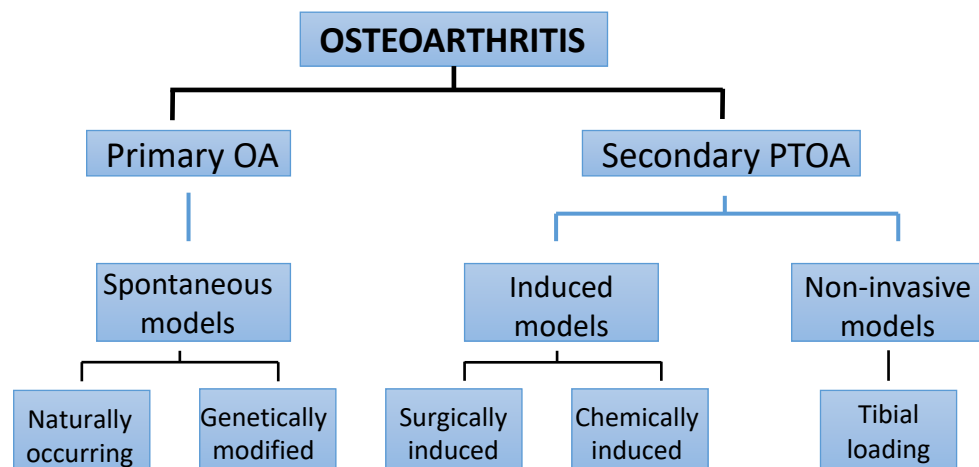 OSTEOARTHRITIS
Primary OA
Secondary PTOA
Spontaneous
models
Induced
models
Non-invasive
models
Naturally
occurring
Genetically
modified
Surgically
induced
Chemically
induced
Tibial
loading